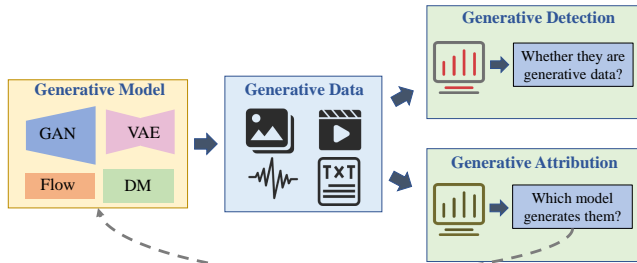 Generative Model
GAN
VAE
Flow
DM
Generative Data
TXT
Generative Detection
Whether they are
generative data?
Generative Attribution
Which model
generates them?